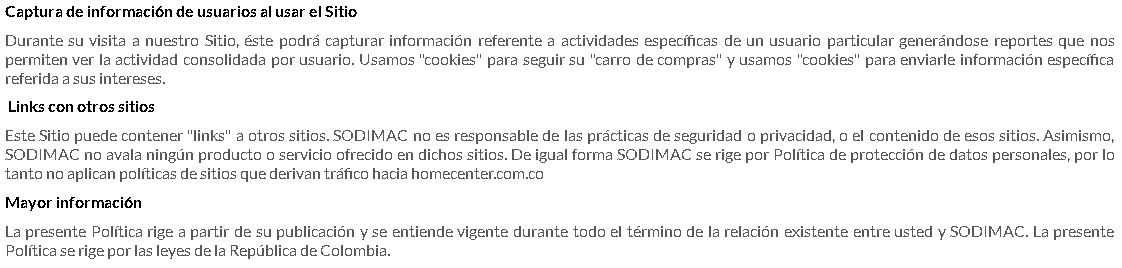 Captura de información de usuarios al usar el Sitio
Durante su visita a nuestro Sitio, éste podrá capturar información referente a actividades específicas de un usuario particular generándose reportes que nos
permiten ver la actividad consolidada por usuario. Usamos "cookies" para seguir su "carro de compras" y usamos "cookies" para enviarle información específica
referida a sus intereses.
Links con otros sitios
Este Sitio puede contener "links" a otros sitios. SODIMAC no es responsable de las prácticas de seguridad o privacidad, o el contenido de esos sitios. Asimismo,
SODIMAC no avala ningún producto o servicio ofrecido en dichos sitios. De igual forma SODIMAC se rige por Política de protección de datos personales, por lo
tanto no aplican políticas de sitios que derivan tráfico hacia homecenter.com.co
Mayor información
La presente Política rige a partir de su publicación y se entiende vigente durante todo el término de la relación existente entre usted y SODIMAC. La presente
Política se rige por las leyes de la República de Colombia.